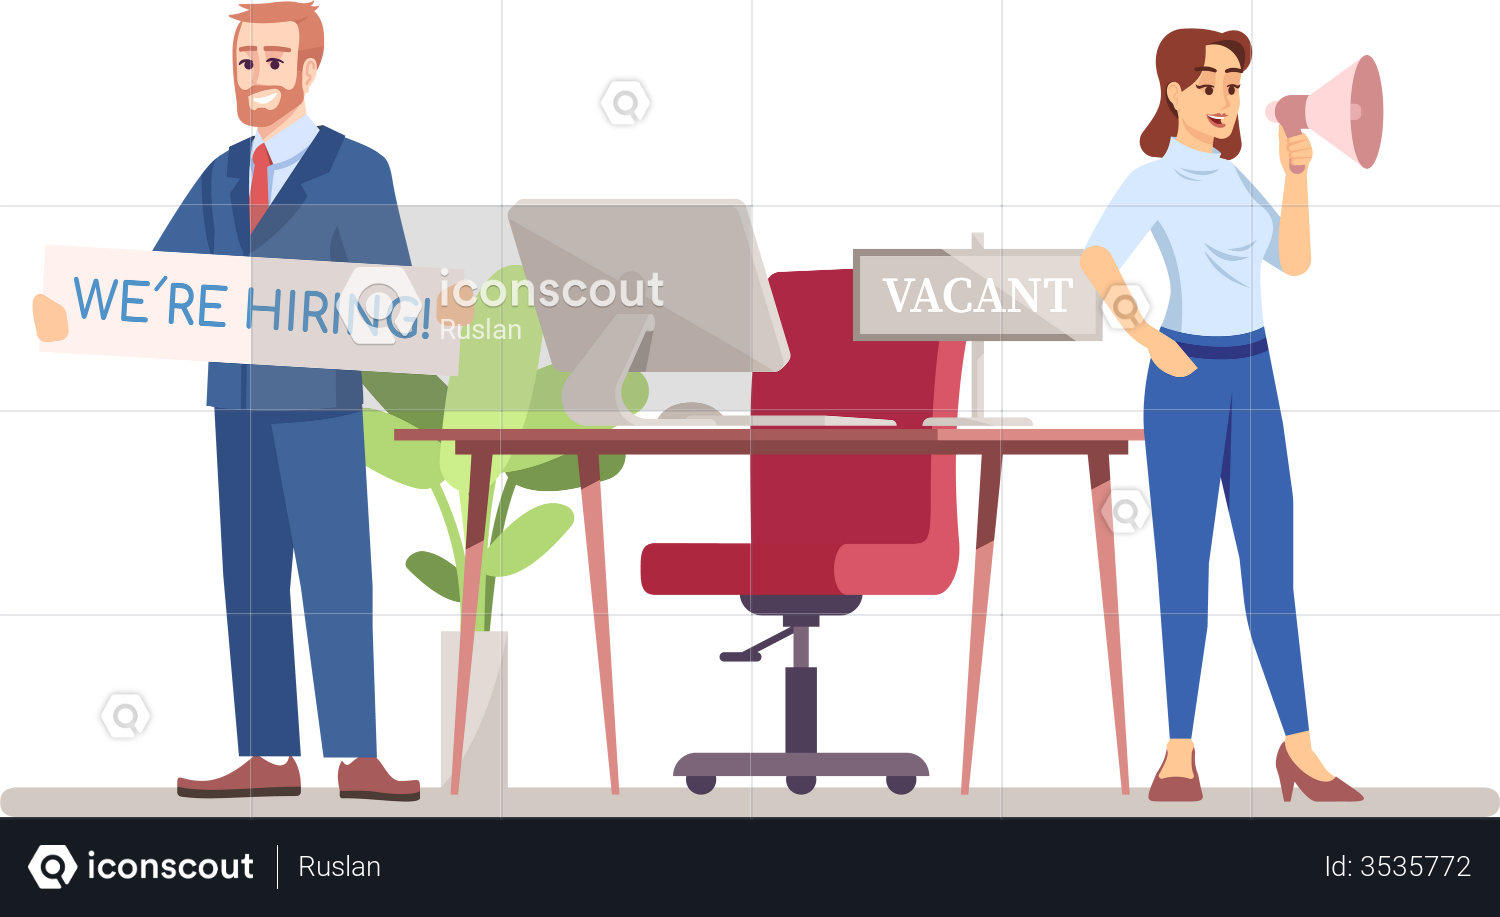 WE'RE HIRING!
iconscout
Ruslan
VACANT
iconscout
Ruslan
Id: 3535772